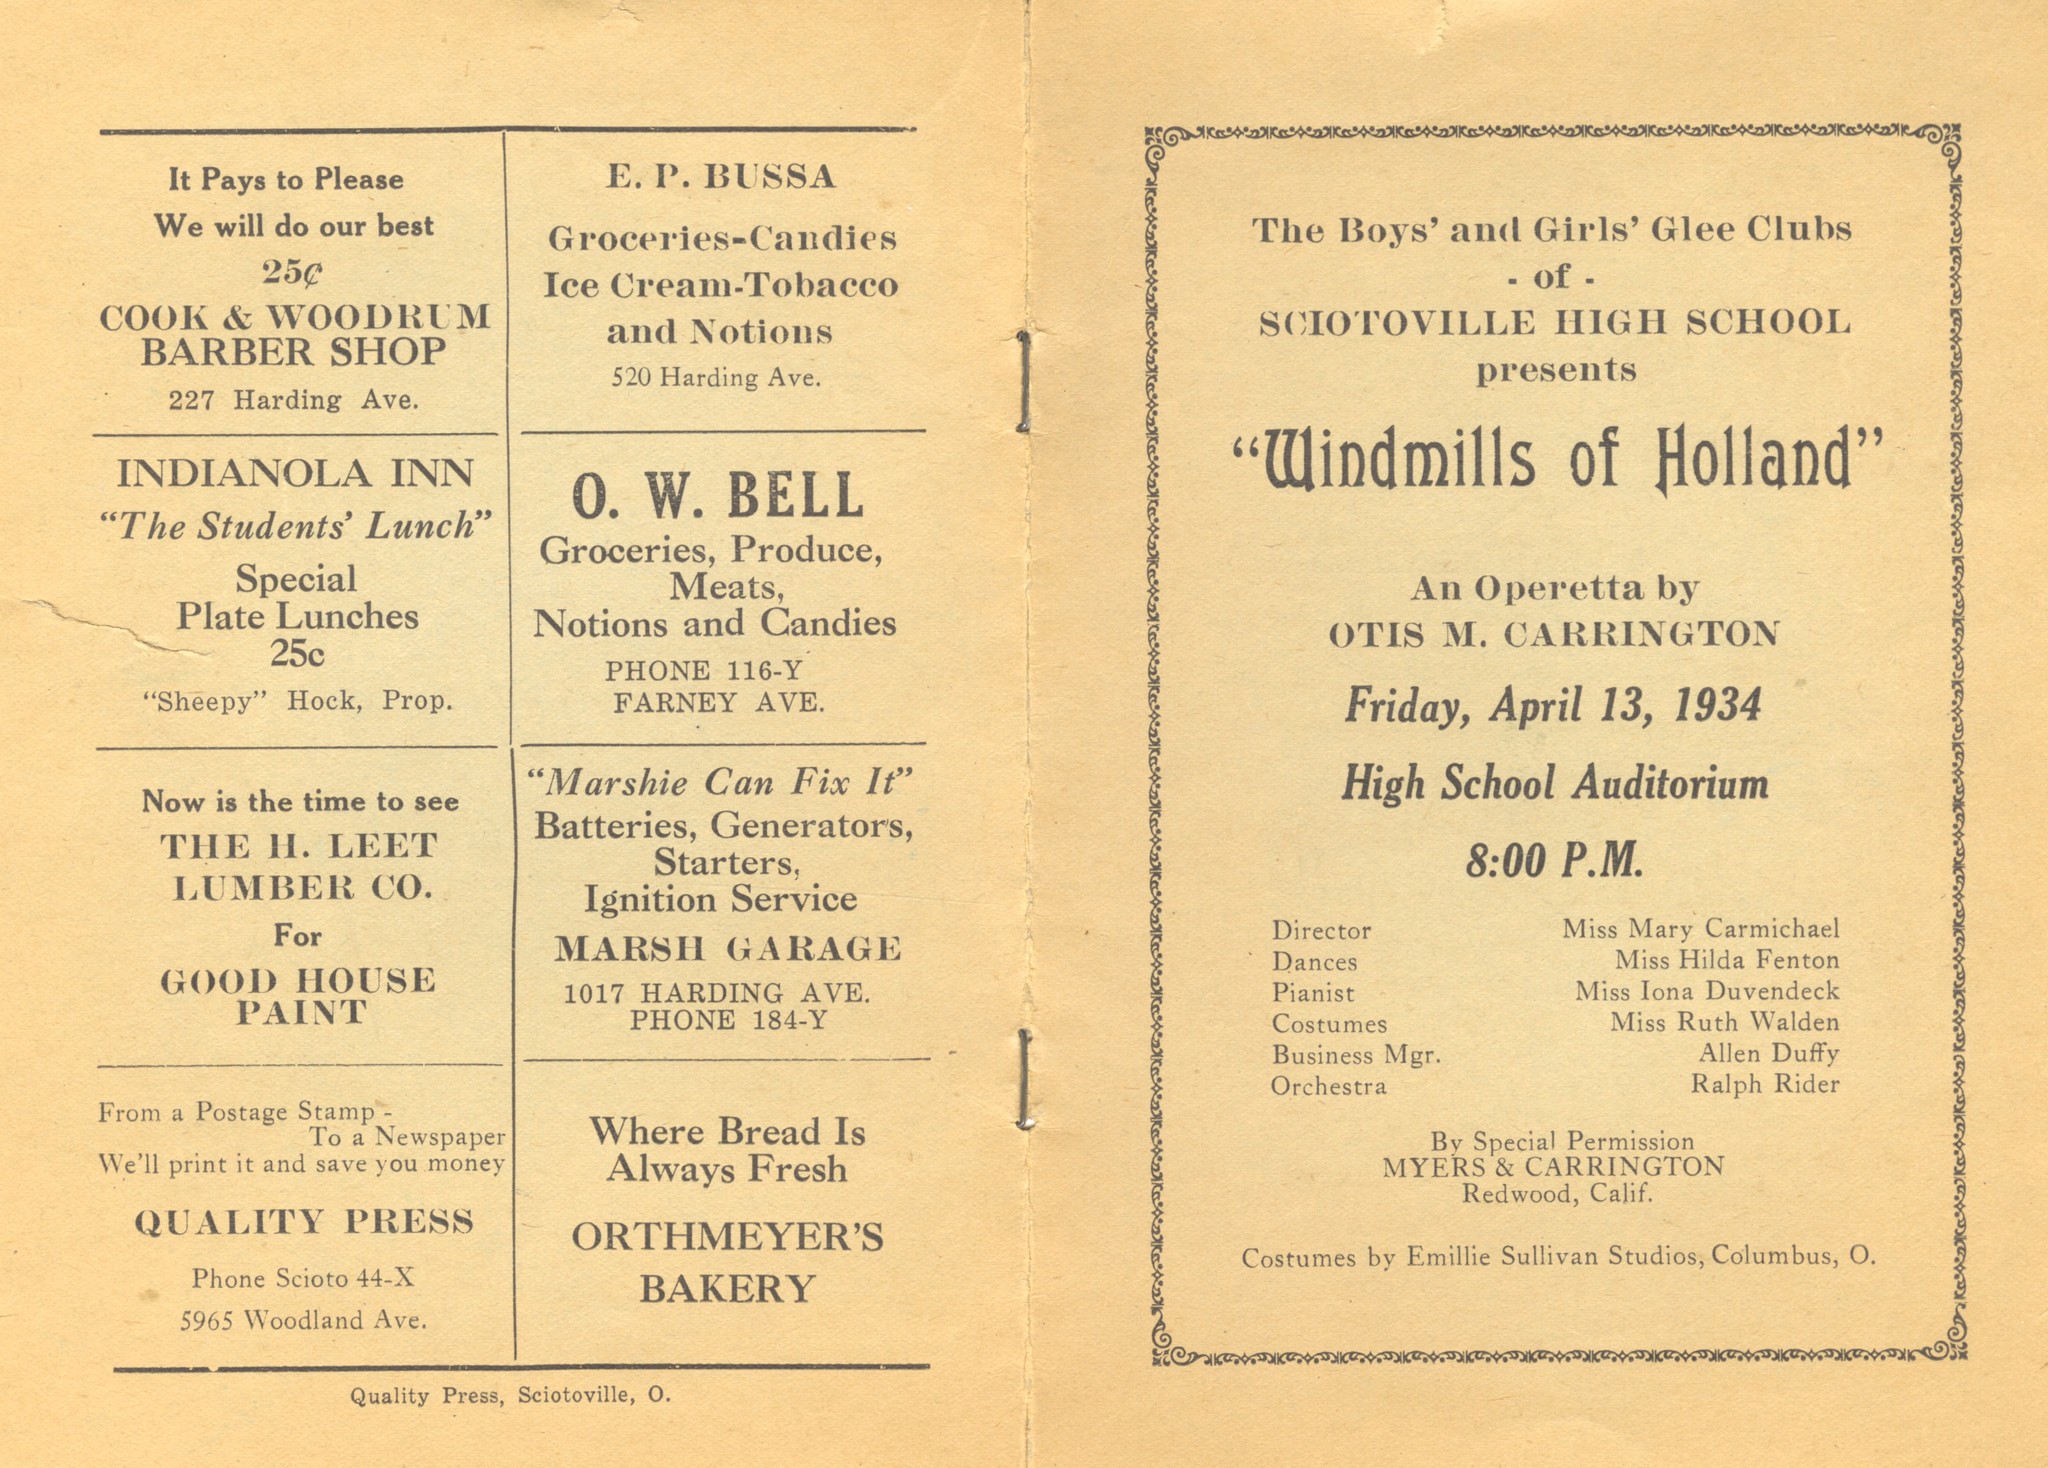 It Pays to Please
We will do our best
25¢
COOK & WOODRUM
BARBER SHOP
227 Harding Ave.
E. P. BUSSA
Groceries-Candies
Ice Cream-Tobacco
and Notions
520 Harding Ave.
INDIANOLA INN
"The Students' Lunch"
Special
Plate Lunches
25c
"Sheepy" Hock, Prop.
O. W. BELL
Groceries, Produce,
Meats,
Notions and Candies
PHONE 116-Y
FARNEY AVE.
Now is the time to see
THE H. LEET
LUMBER CO.
For
GOOD HOUSE
PAINT
"Marshie Can Fix It"
Batteries, Generators,
Starters,
Ignition Service
MARSH GARAGE
1017 HARDING AVE.
PHONE 184-Y
From a Postage Stamp -
To a Newspaper
We'll print it and save you money
QUALITY PRESS
Phone Scioto 44-X
5965 Woodland Ave.
Where Bread Is
Always Fresh
ORTHMEYER'S
BAKERY
Quality Press, Sciotoville, O.
The Boys' and Girls' Glee Clubs
- of -
SCIOTOVILLE HIGH SCHOOL
presents
"Windmills of Holland"
An Operetta by
OTIS M. CARRINGTON
Friday, April 13, 1934
High School Auditorium
8:00 P.M.
Director Miss Mary Carmichael
Dances Miss Hilda Fenton
Pianist Miss Iona Duvendeck
Costumes Miss Ruth Walden
Business Mgr. Allen Duffy
Orchestra Ralph Rider
By Special Permission
MYERS & CARRINGTON
Redwood, Calif.
Costumes by Emillie Sullivan Studios, Columbus, O.